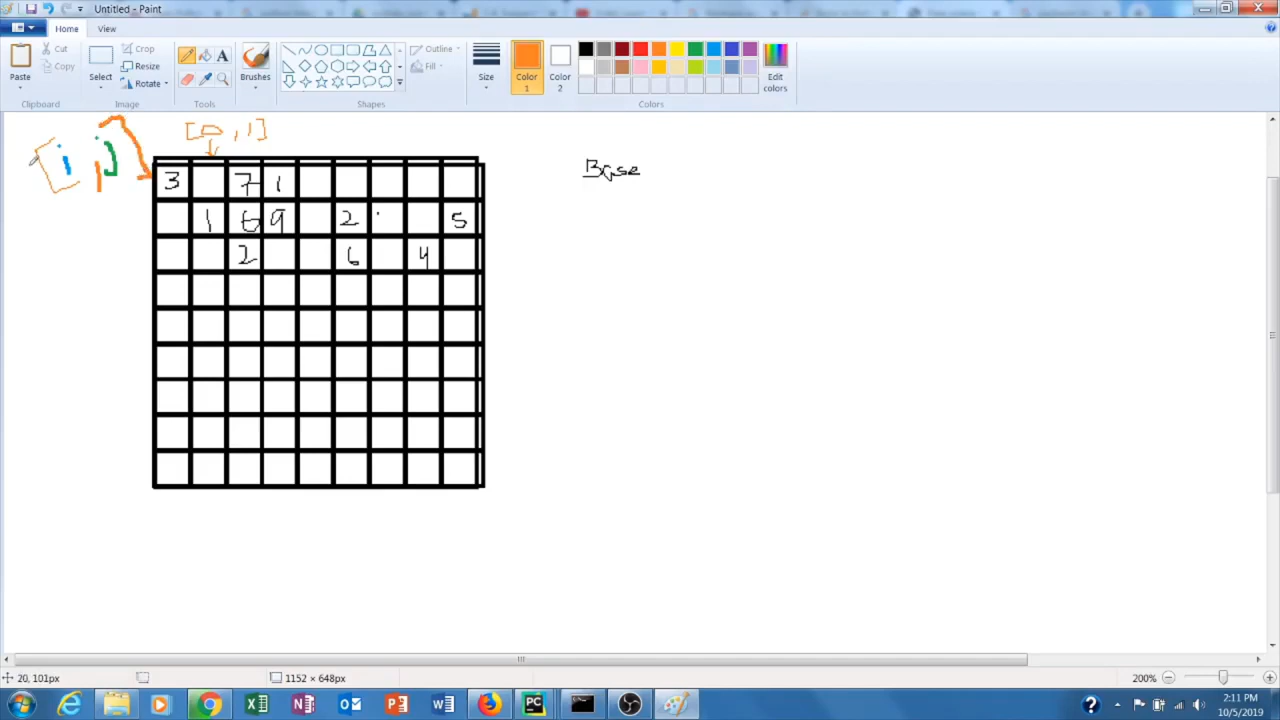 Untitled - Paint
Home View
Paste
Cut
Copy
Clipboard
Select
Crop
Resize
Rotate
Image
A
Tools
Brushes
Outline
Fill
Shapes
Size
Color 1
Color 2
Edit colors
Colors
[i, j]
[0, 1]
3 7 1
1 6 9 2 5
2 6 4
Base
20, 101px
1152 × 648px
200%
2:11 PM
10/5/2019